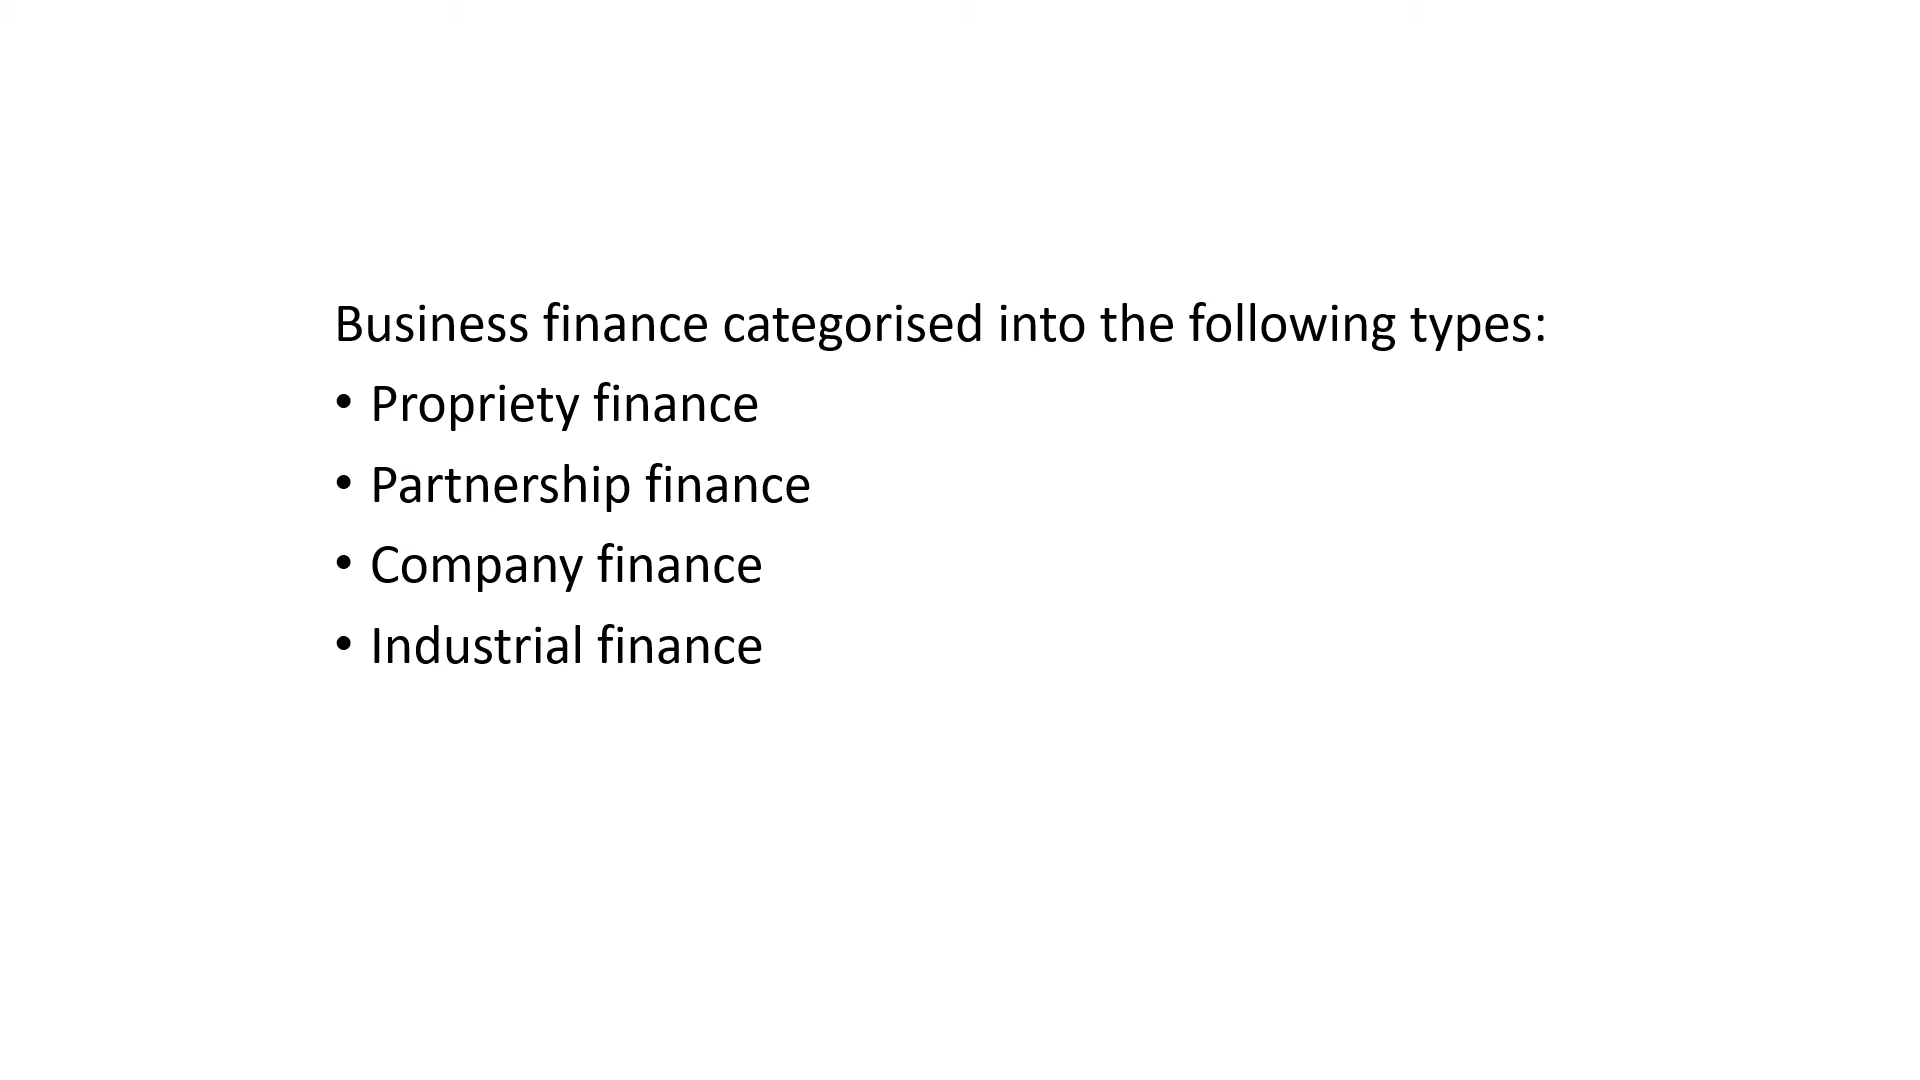 Business finance categorised into the following types:
• Propriety finance
• Partnership finance
• Company finance
• Industrial finance